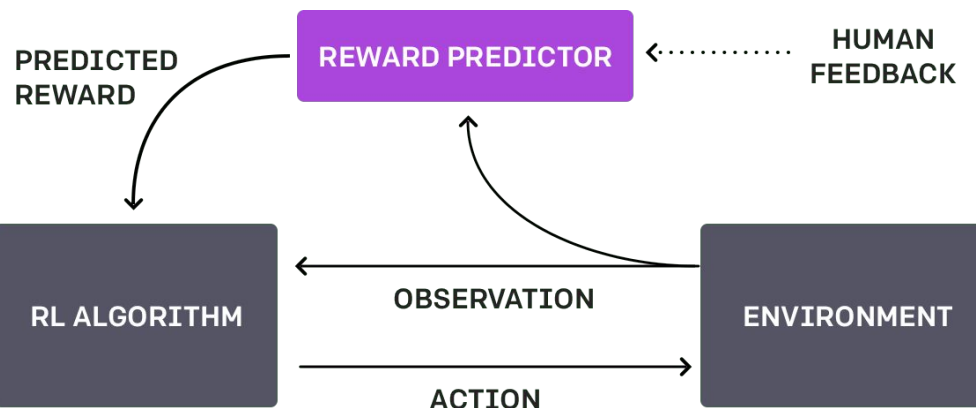 PREDICTED
REWARD
REWARD PREDICTOR
HUMAN
FEEDBACK
RL ALGORITHM
OBSERVATION
ENVIRONMENT
ACTION